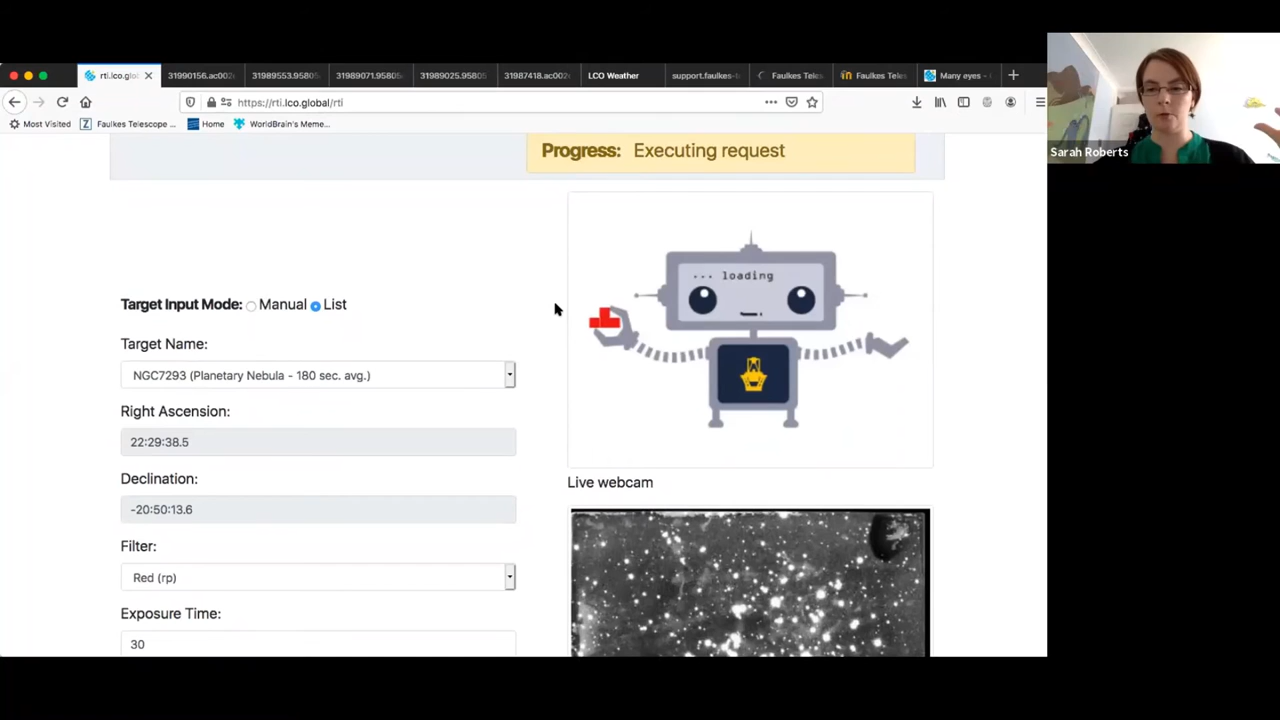 rti.lco.glo
31990156.ac002
31989553.95805
31989071.95805
31989025.95805
31987418.ac002
LCO Weather
support.faulkes-t
Faulkes Teles
Faulkes Teles
Many eyes -
https://rti.lco.global/rti
Most Visited
Faulkes Telescope ...
Home
WorldBrain's Meme...
Sarah Roberts
Progress: Executing request
... loading
Target Input Mode: Manual List
Target Name:
NGC7293 (Planetary Nebula - 180 sec. avg.)
Right Ascension:
22:29:38.5
Declination:
-20:50:13.6
Live webcam
Filter:
Red (rp)
Exposure Time:
30